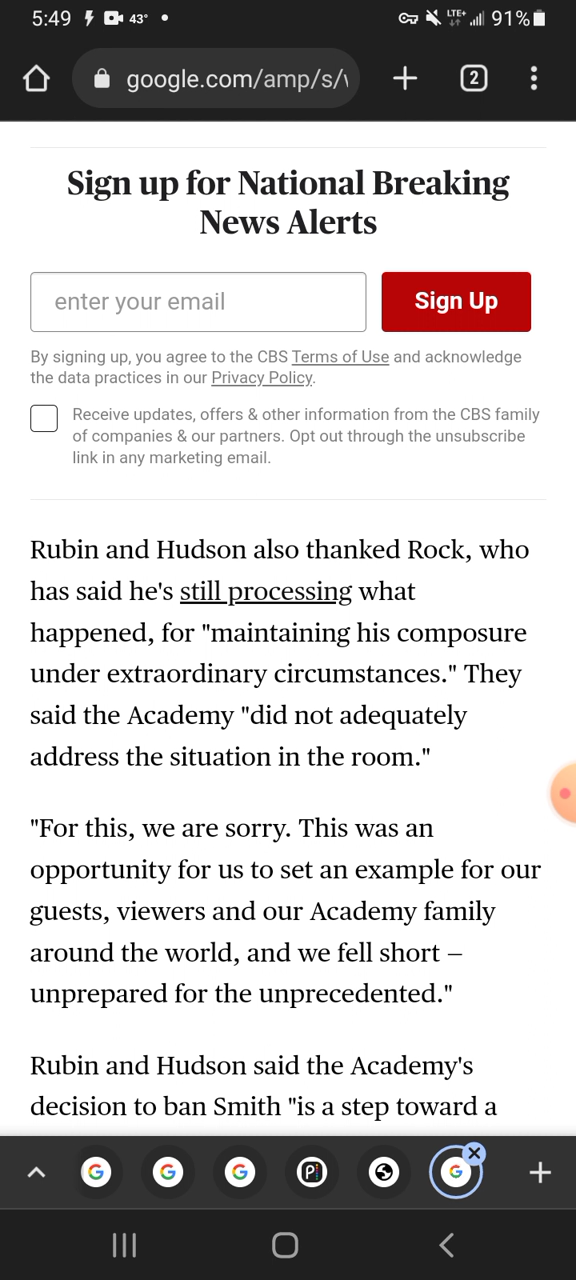 5:49 43°
LTE+ 91%
google.com/amp/s/
2
Sign up for National Breaking
News Alerts
enter your email
Sign Up
By signing up, you agree to the CBS Terms of Use and acknowledge
the data practices in our Privacy Policy.
Receive updates, offers & other information from the CBS family
of companies & our partners. Opt out through the unsubscribe
link in any marketing email.
Rubin and Hudson also thanked Rock, who
has said he's still processing what
happened, for "maintaining his composure
under extraordinary circumstances." They
said the Academy "did not adequately
address the situation in the room."
"For this, we are sorry. This was an
opportunity for us to set an example for our
guests, viewers and our Academy family
around the world, and we fell short —
unprepared for the unprecedented."
Rubin and Hudson said the Academy's
decision to ban Smith "is a step toward a